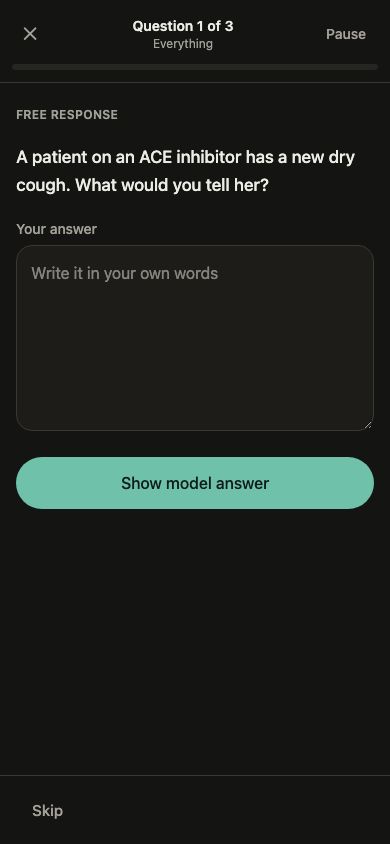 Question 1 of 3
Everything
Pause
FREE RESPONSE
A patient on an ACE inhibitor has a new dry
cough. What would you tell her?
Your answer
Write it in your own words
Show model answer
Skip